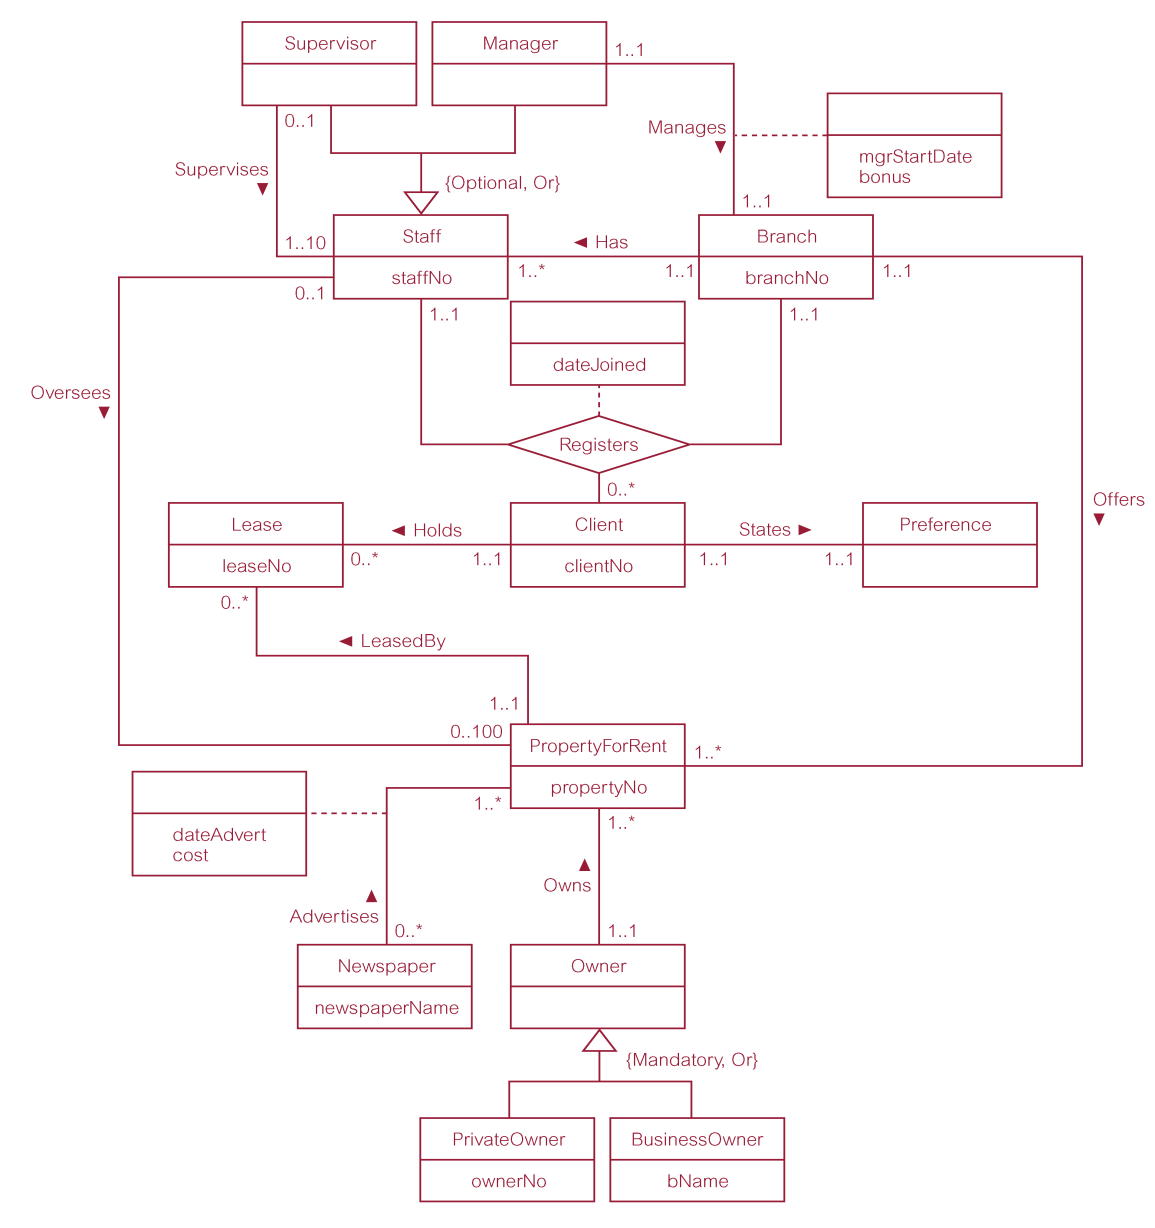 Supervisor
Manager
1..1
0..1
Manages
▼
mgrStartDate
bonus
Supervises
▼
{Optional, Or}
1..1
Staff
◄ Has
Branch
1..10
1..*
1..1
1..1
staffNo
branchNo
0..1
1..1
1..1
dateJoined
Oversees
▼
Registers
0..*
Offers
▼
Lease
◄ Holds
Client
States ►
Preference
0..*
1..1
1..1
1..1
leaseNo
clientNo
0..*
◄ LeasedBy
1..1
0..100
PropertyForRent
1..*
propertyNo
1..*
1..*
dateAdvert
cost
▲
Owns
▲
Advertises
0..*
1..1
Newspaper
Owner
newspaperName
{Mandatory, Or}
PrivateOwner
BusinessOwner
ownerNo
bName